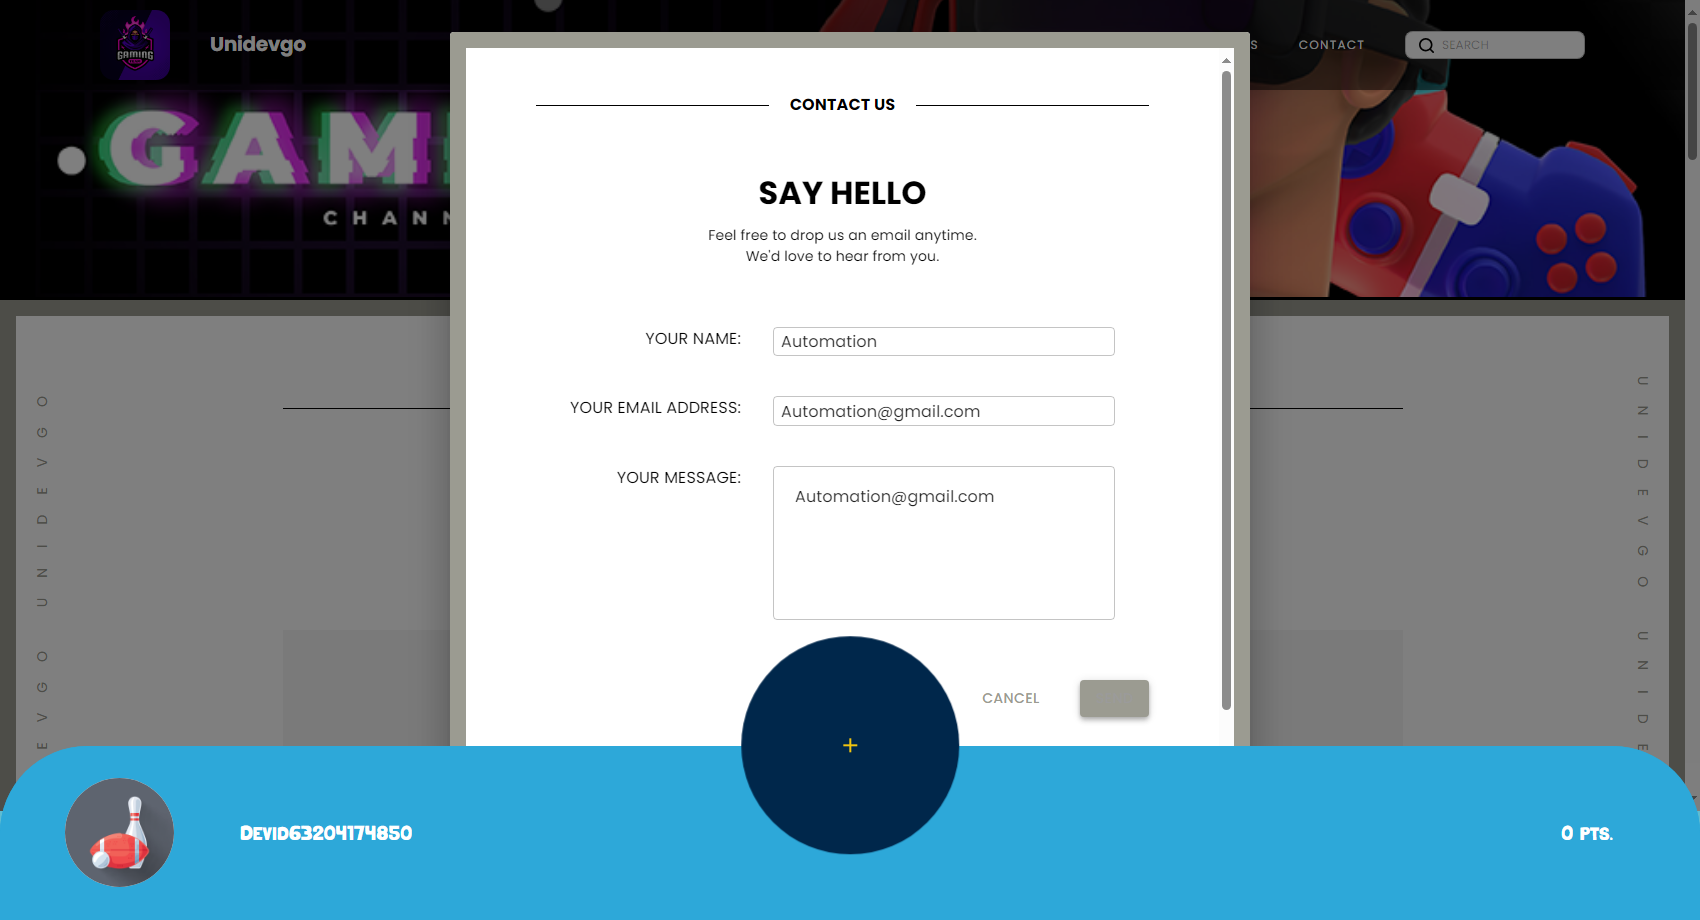 Unidevgo
S
CONTACT
SEARCH
GAMING
GAM
CHANN
CONTACT US
SAY HELLO
Feel free to drop us an email anytime.
We'd love to hear from you.
YOUR NAME:
Automation
YOUR EMAIL ADDRESS:
Automation@gmail.com
YOUR MESSAGE:
Automation@gmail.com
CANCEL
UNIDEVGO
EVGO
UNIDEVGO
UNIDE
+
Devid63204174850
0 pts.